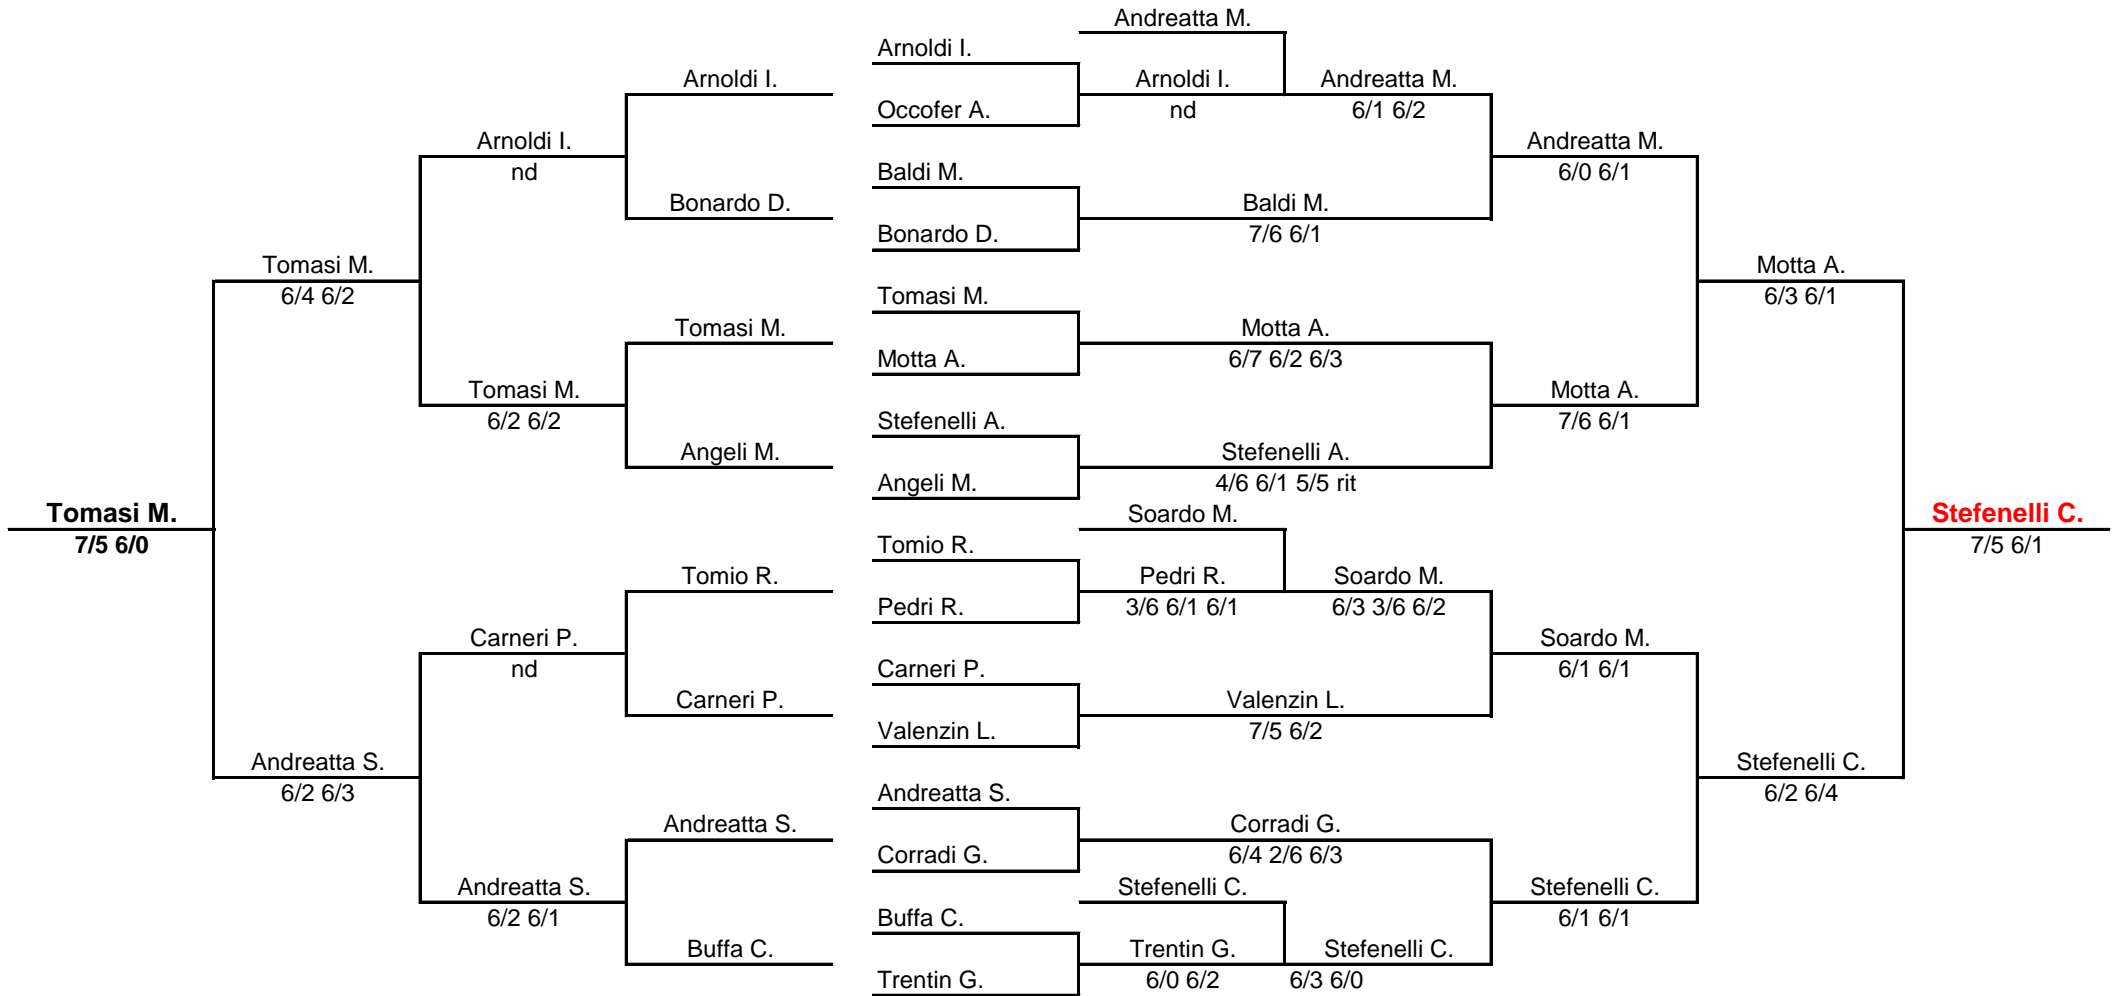 Andreatta M.
Arnoldi I.
Arnoldi I. Arnoldi I. Andreatta M.
Occofer A. nd 6/1 6/2
Arnoldi I. Andreatta M.
nd Baldi M. 6/0 6/1
Bonardo D. Baldi M.
Bonardo D. 7/6 6/1
Tomasi M. Motta A.
6/4 6/2 Tomasi M. 6/3 6/1
Tomasi M. Motta A.
Motta A. 6/7 6/2 6/3
Tomasi M. Motta A.
6/2 6/2 Stefenelli A. 7/6 6/1
Angeli M. Stefenelli A.
Angeli M. 4/6 6/1 5/5 rit
Tomasi M. Soardo M. Stefenelli C.
7/5 6/0 Tomio R. 7/5 6/1
Tomio R. Pedri R. Soardo M.
Pedri R. 3/6 6/1 6/1 6/3 3/6 6/2
Carneri P. Soardo M.
nd Carneri P. 6/1 6/1
Carneri P. Valenzin L.
Valenzin L. 7/5 6/2
Andreatta S. Stefenelli C.
6/2 6/3 Andreatta S. 6/2 6/4
Andreatta S. Corradi G.
Corradi G. 6/4 2/6 6/3
Andreatta S. Stefenelli C. Stefenelli C.
6/2 6/1 Buffa C. 6/1 6/1
Buffa C. Trentin G. Stefenelli C.
Trentin G. 6/0 6/2 6/3 6/0